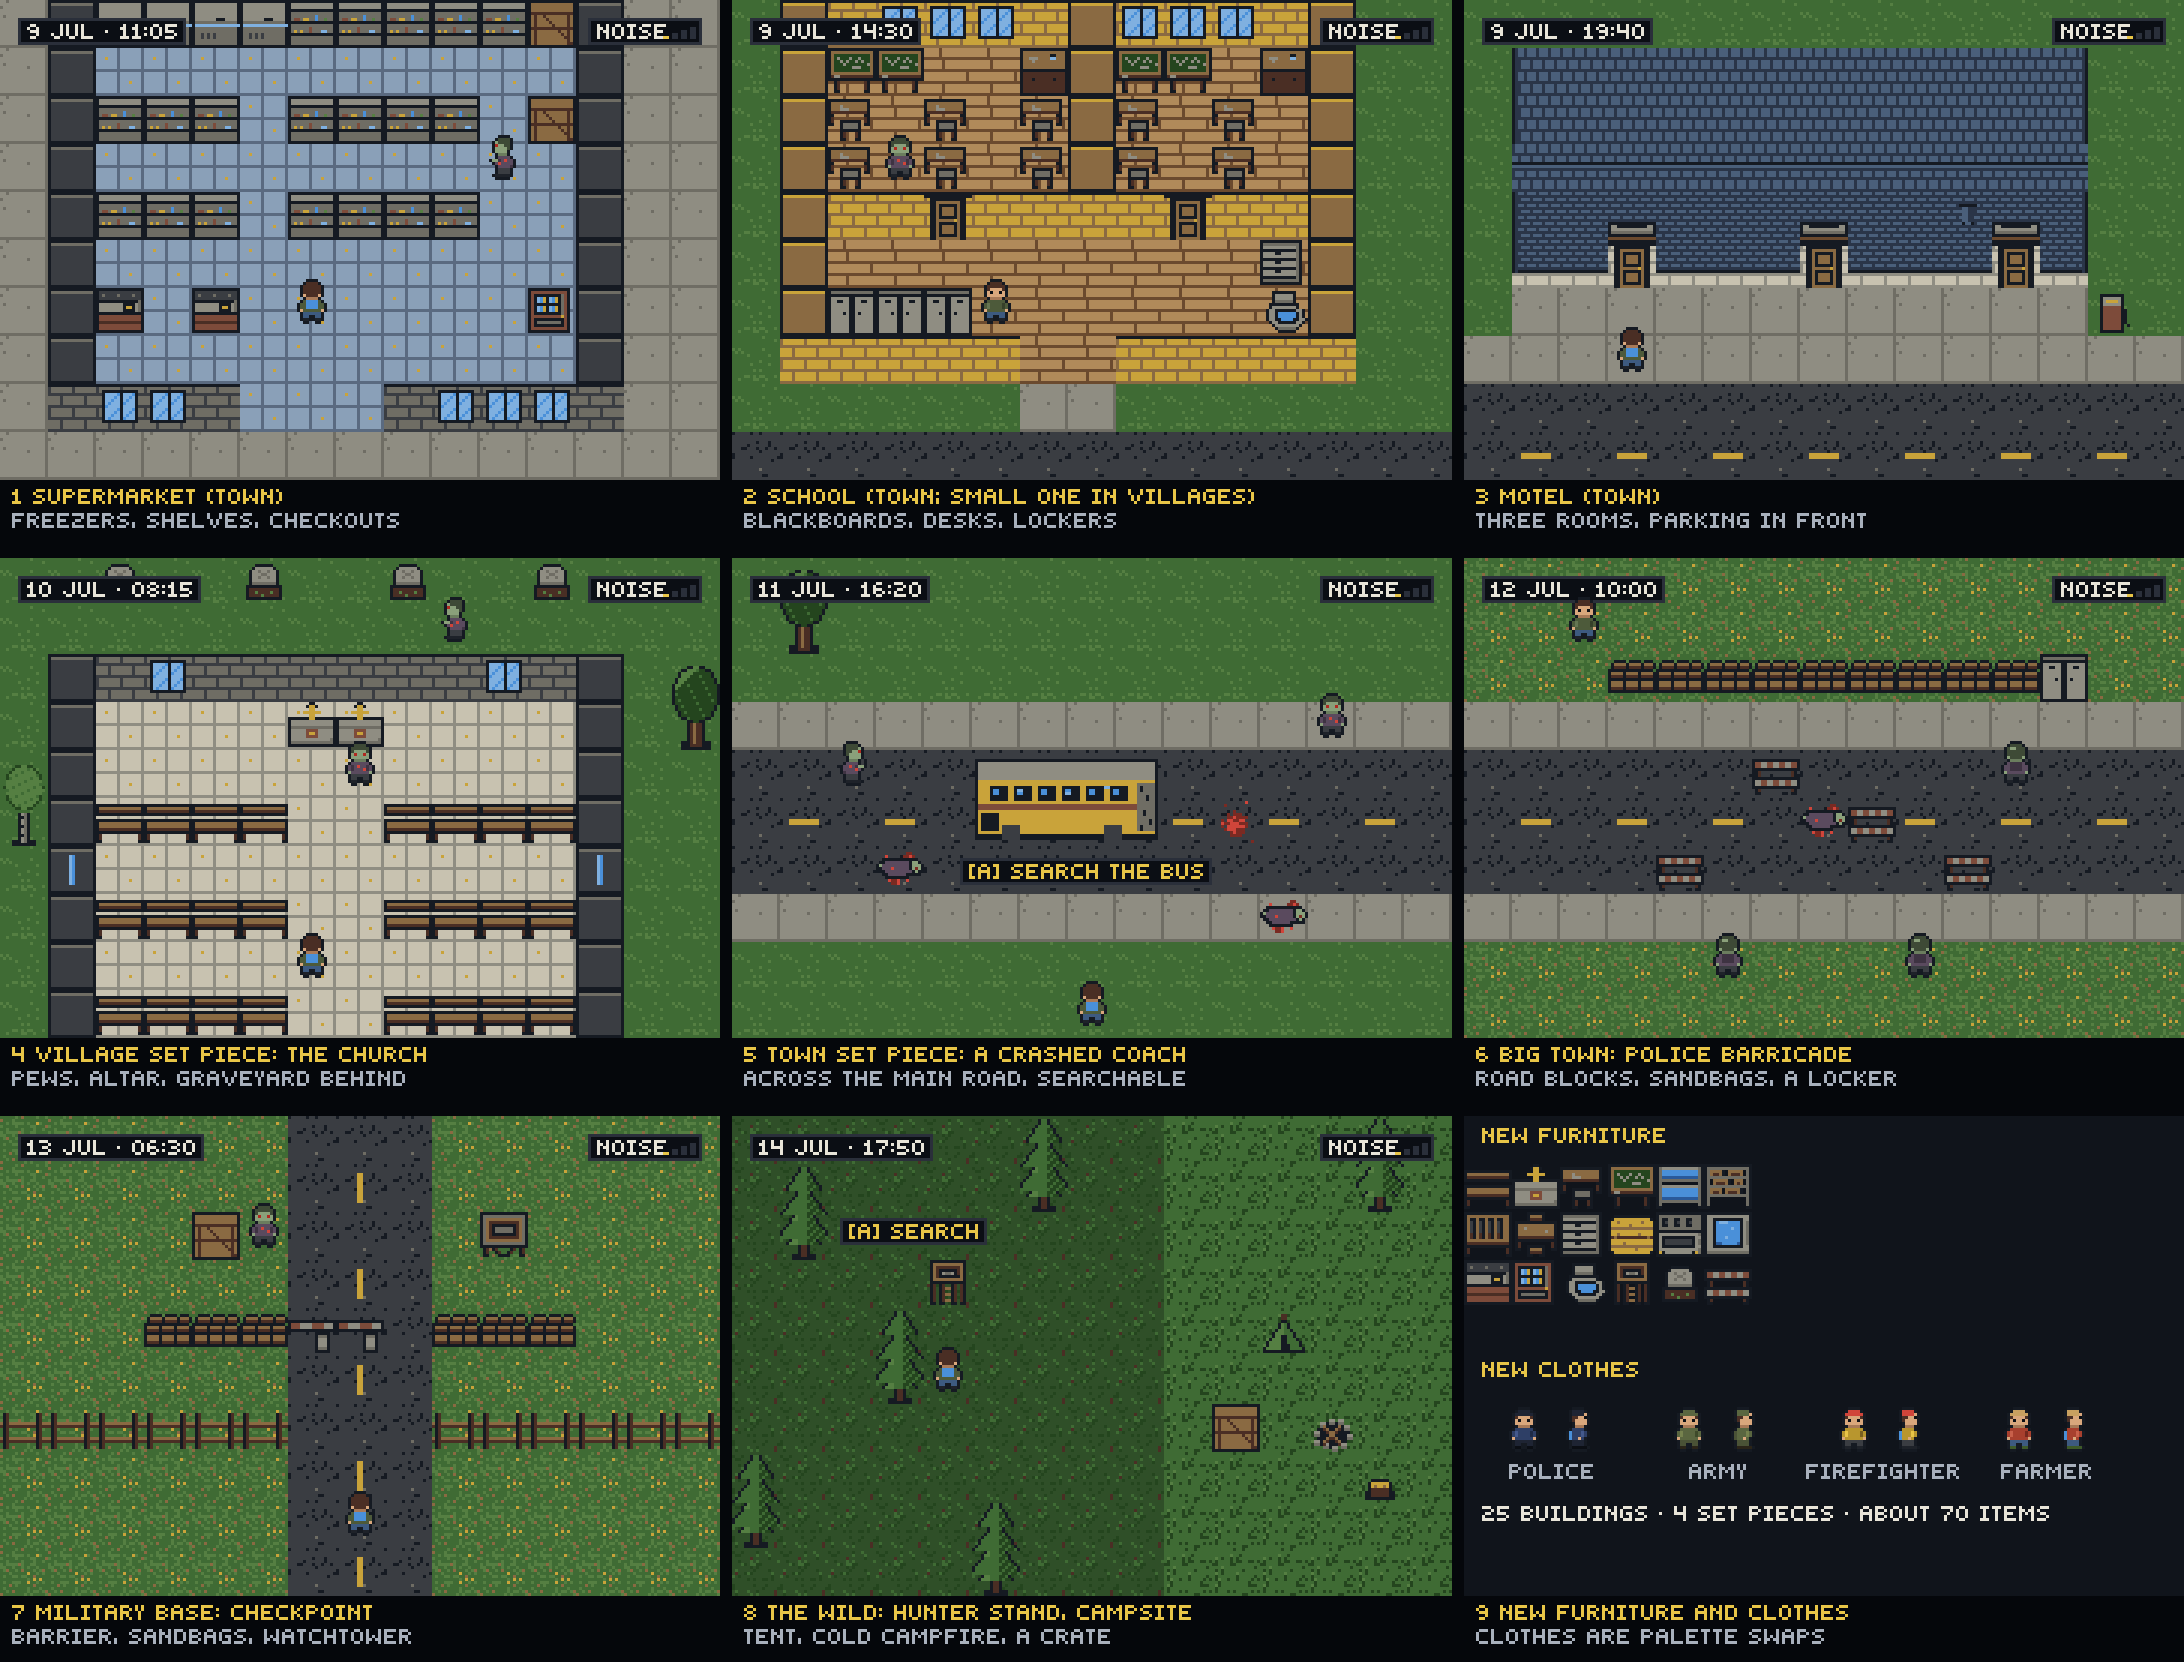 9 JUL · 11:05
NOISE
1 SUPERMARKET (TOWN)
FREEZERS, SHELVES, CHECKOUTS
9 JUL · 14:30
NOISE
2 SCHOOL (TOWN; SMALL ONE IN VILLAGES)
BLACKBOARDS, DESKS, LOCKERS
9 JUL · 19:40
NOISE
3 MOTEL (TOWN)
THREE ROOMS, PARKING IN FRONT
10 JUL · 08:15
NOISE
4 VILLAGE SET PIECE: THE CHURCH
PEWS, ALTAR, GRAVEYARD BEHIND
11 JUL · 16:20
NOISE
[A] SEARCH THE BUS
5 TOWN SET PIECE: A CRASHED COACH
ACROSS THE MAIN ROAD, SEARCHABLE
12 JUL · 10:00
NOISE
6 BIG TOWN: POLICE BARRICADE
ROAD BLOCKS, SANDBAGS, A LOCKER
13 JUL · 06:30
NOISE
7 MILITARY BASE: CHECKPOINT
BARRIER, SANDBAGS, WATCHTOWER
14 JUL · 17:50
NOISE
[A] SEARCH
8 THE WILD: HUNTER STAND, CAMPSITE
TENT, COLD CAMPFIRE, A CRATE
NEW FURNITURE
NEW CLOTHES
POLICE ARMY FIREFIGHTER FARMER
25 BUILDINGS · 4 SET PIECES · ABOUT 70 ITEMS
9 NEW FURNITURE AND CLOTHES
CLOTHES ARE PALETTE SWAPS